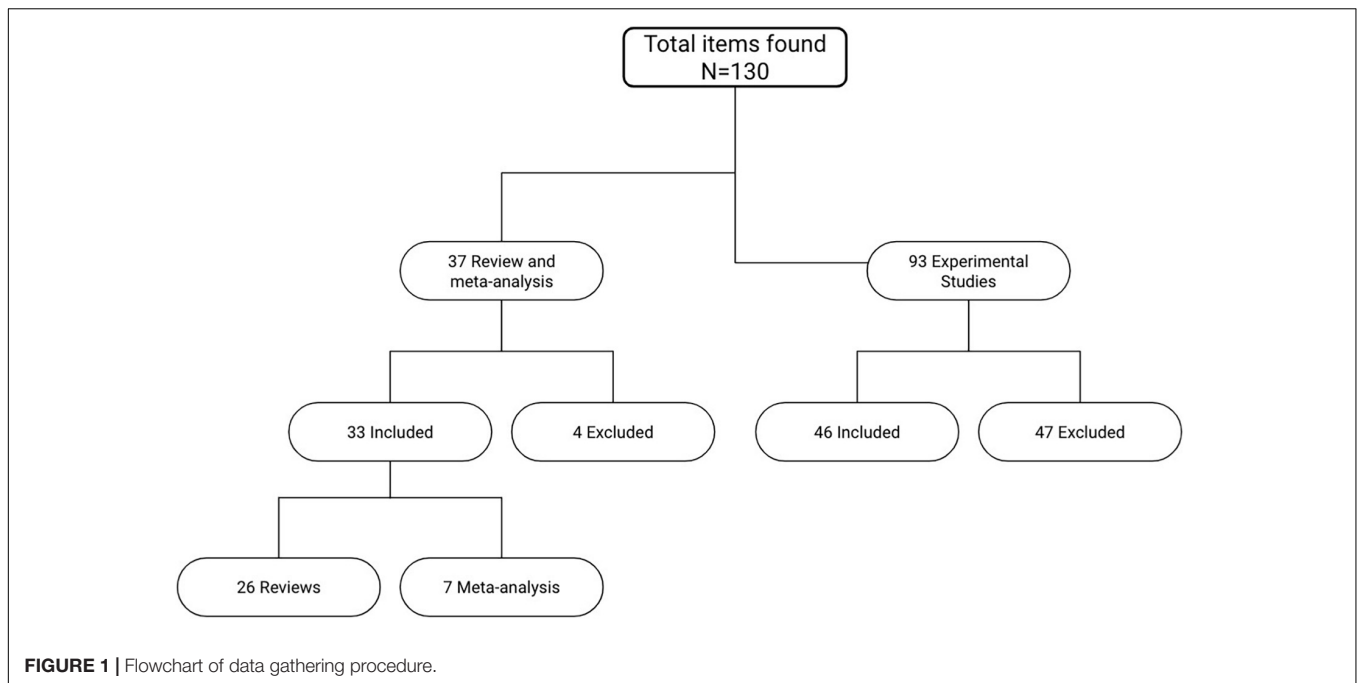 Total items found
N=130
37 Review and
meta-analysis
93 Experimental
Studies
33 Included
4 Excluded
46 Included
47 Excluded
26 Reviews
7 Meta-analysis
FIGURE 1 | Flowchart of data gathering procedure.